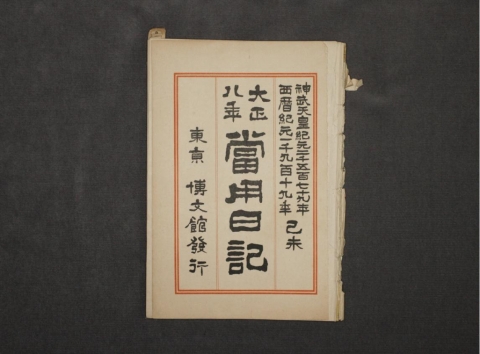 神武天皇紀元二千五百七十九年
西暦紀元一千九百十九年
己未
大正
八年
當用日記
東京 博文館發行